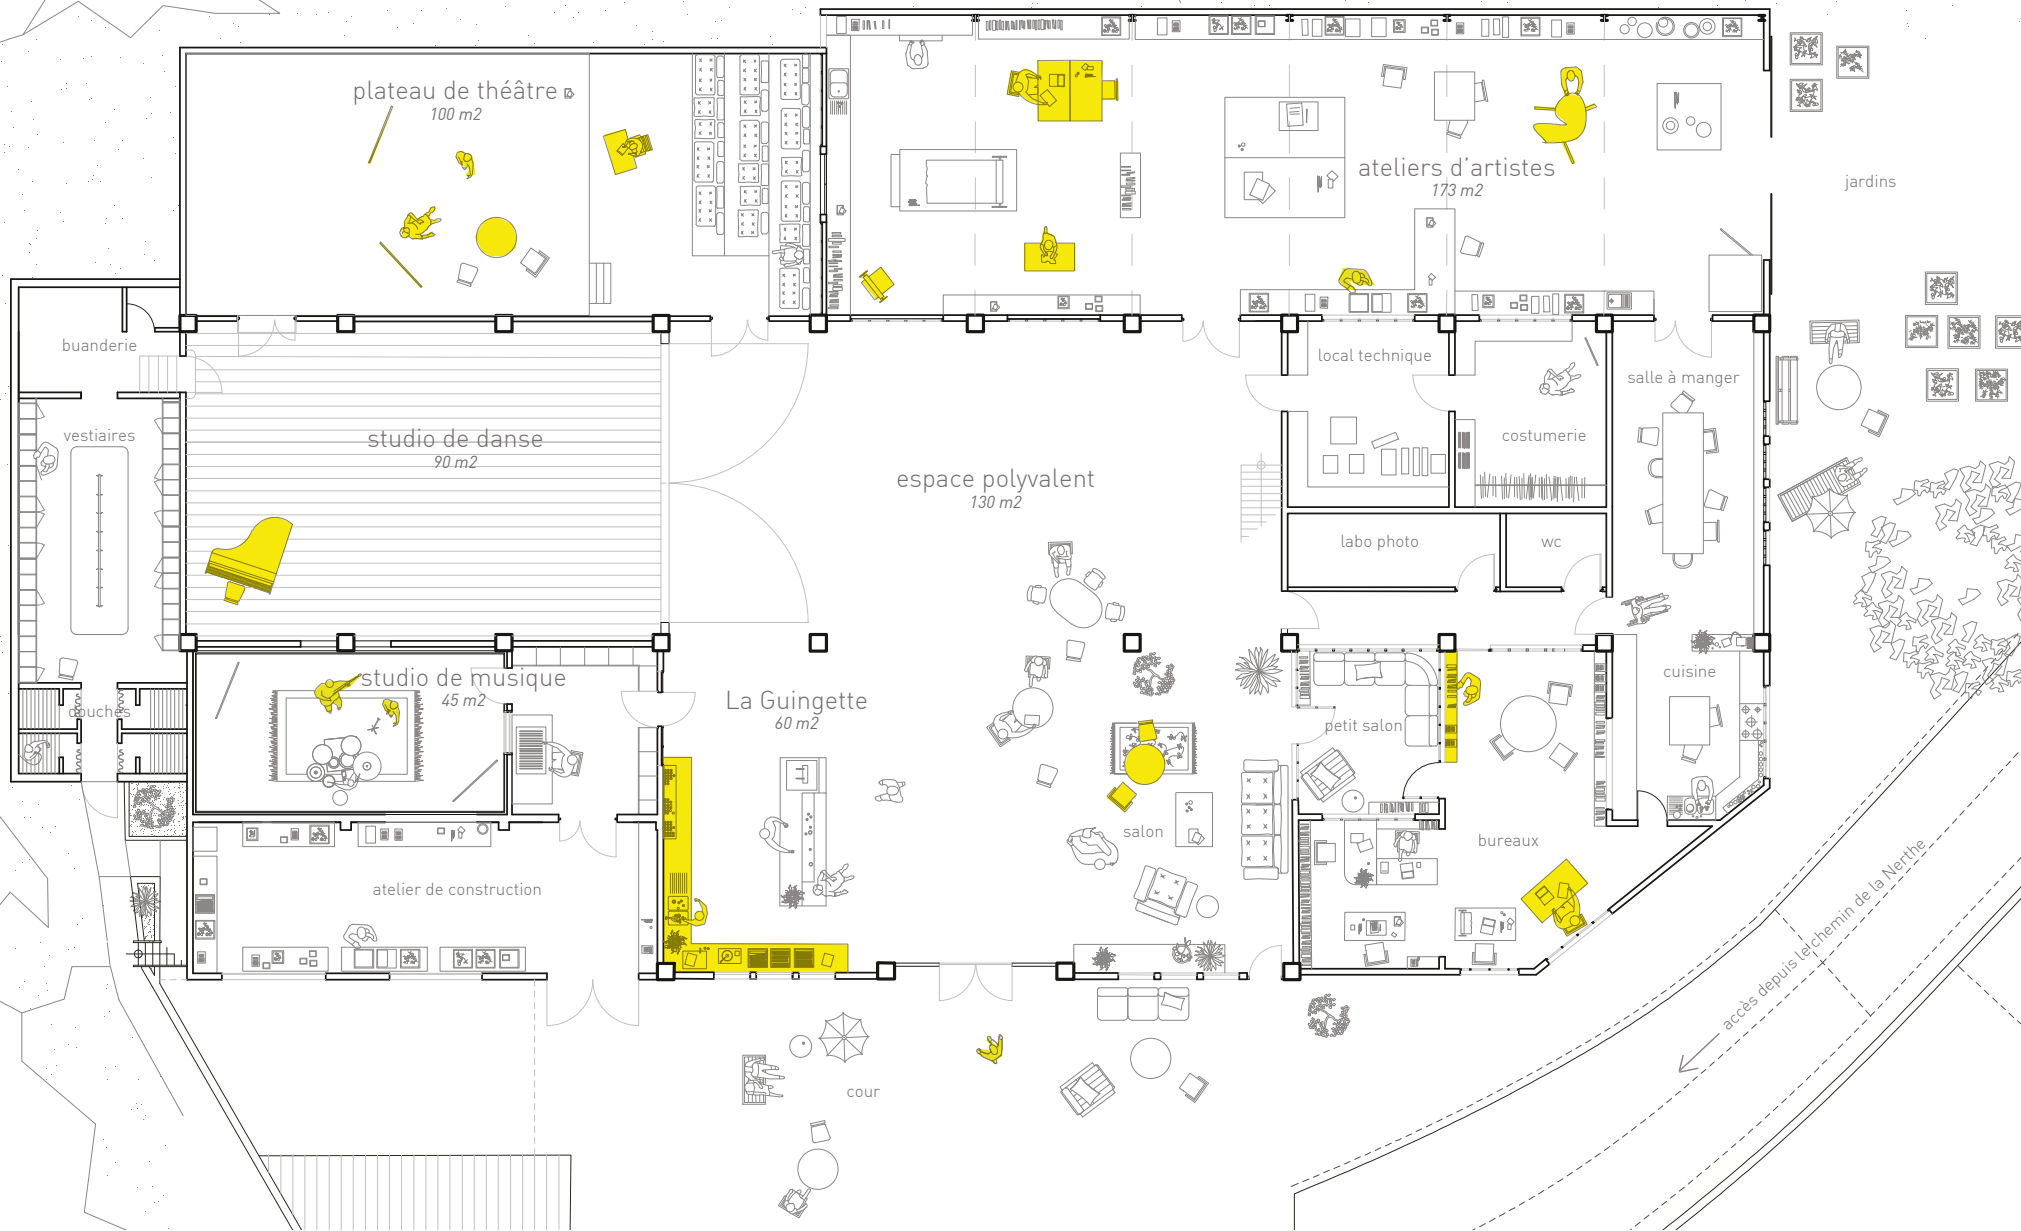 plateau de théâtre
100 m2
ateliers d'artistes
173 m2
jardins
buanderie
local technique
salle à manger
vestiaires
studio de danse
90 m2
costumerie
espace polyvalent
130 m2
labo photo
wc
studio de musique
45 m2
cuisine
La Guingette
60 m2
douches
petit salon
salon
bureaux
atelier de construction
accès depuis le chemin de la Nerthe
cour